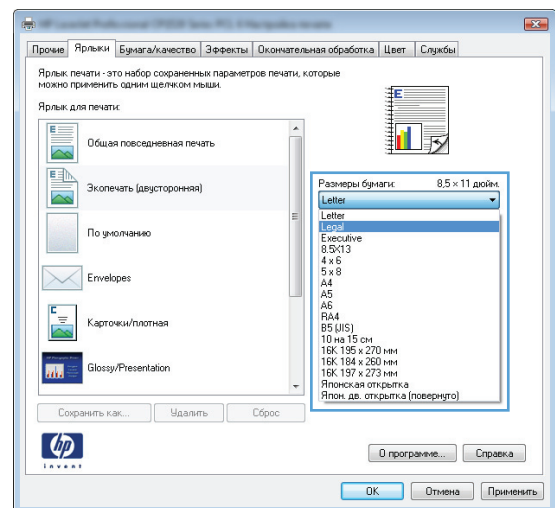 Прочие
Ярлыки
Бумага/качество
Эффекты
Окончательная обработка
Цвет
Службы
Ярлык печати - это набор сохраненных параметров печати, которые
можно применить одним щелчком мыши.
Ярлык для печати:
Общая повседневная печать
Экопечать (двусторонняя)
По умолчанию
Envelopes
Карточки/плотная
Glossy/Presentation
Размеры бумаги:
8,5 × 11 дюйм.
Letter
Letter
Legal
Executive
8.5X13
4 x 6
5 x 8
A4
A5
A6
RA4
B5 (JIS)
10 на 15 см
16K 195 x 270 мм
16K 184 x 260 мм
16K 197 x 273 мм
Японская открытка
Япон. дв. открытка (повернуто)
Сохранить как...
Удалить
Сброс
hp
invent
О программе...
Справка
OK
Отмена
Применить